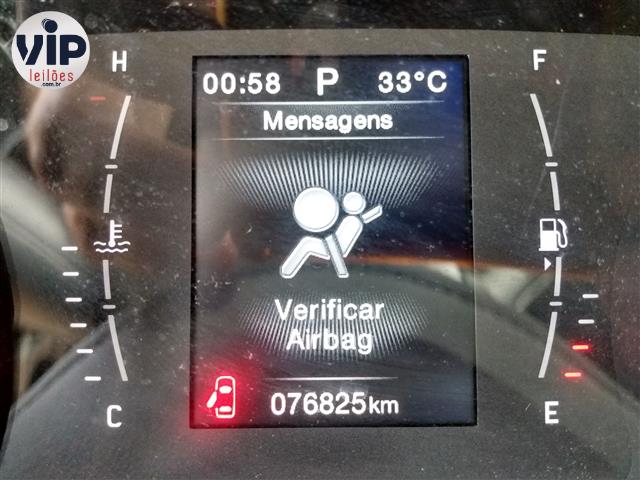 VIP
leilões
.com.br
H
F
00:58 P 33°C
Mensagens
Verificar
Airbag
076825km
C
E